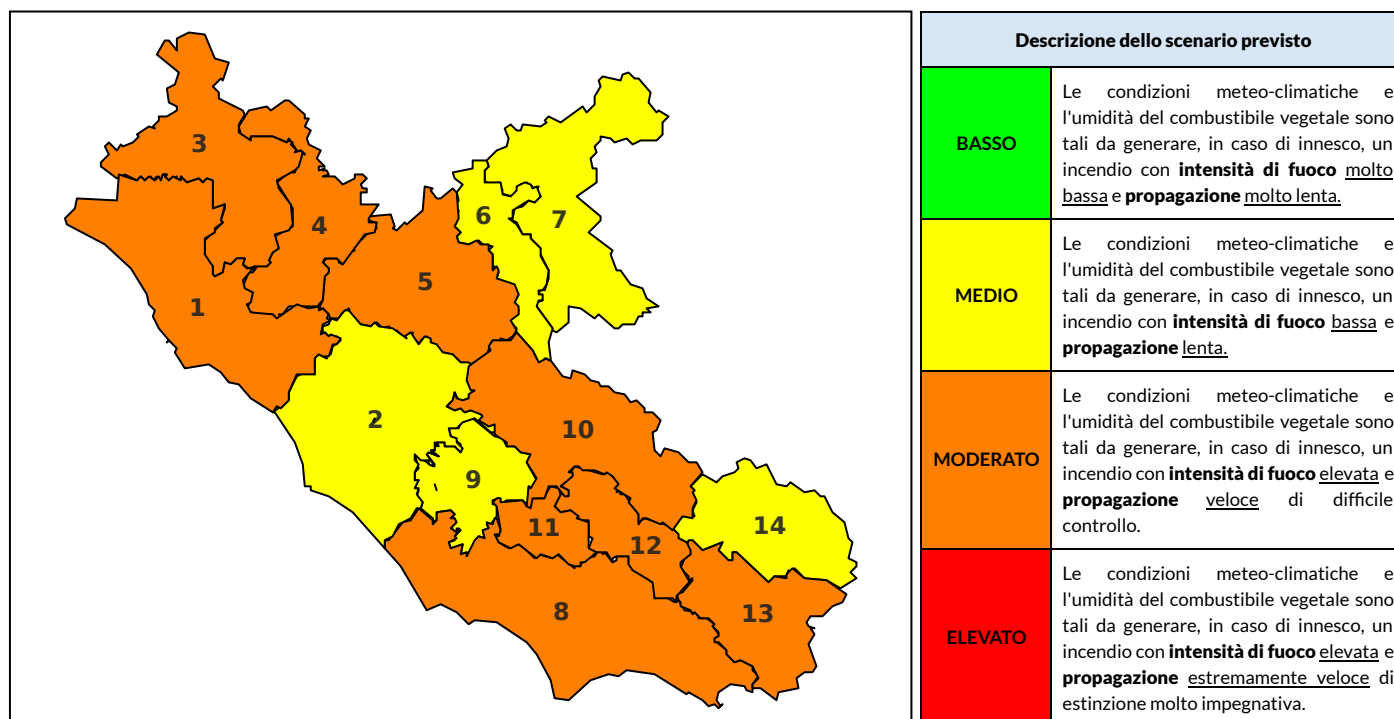 3
4
6
7
5
1
2
10
9
11
14
12
8
13
Descrizione dello scenario previsto
BASSO
Le condizioni meteo-climatiche e
l'umidità del combustibile vegetale sono
tali da generare, in caso di innesco, un
incendio con intensità di fuoco molto
bassa e propagazione molto lenta.
MEDIO
Le condizioni meteo-climatiche e
l'umidità del combustibile vegetale sono
tali da generare, in caso di innesco, un
incendio con intensità di fuoco bassa e
propagazione lenta.
MODERATO
Le condizioni meteo-climatiche e
l'umidità del combustibile vegetale sono
tali da generare, in caso di innesco, un
incendio con intensità di fuoco elevata e
propagazione veloce di difficile
controllo.
ELEVATO
Le condizioni meteo-climatiche e
l'umidità del combustibile vegetale sono
tali da generare, in caso di innesco, un
incendio con intensità di fuoco elevata e
propagazione estremamente veloce di
estinzione molto impegnativa.